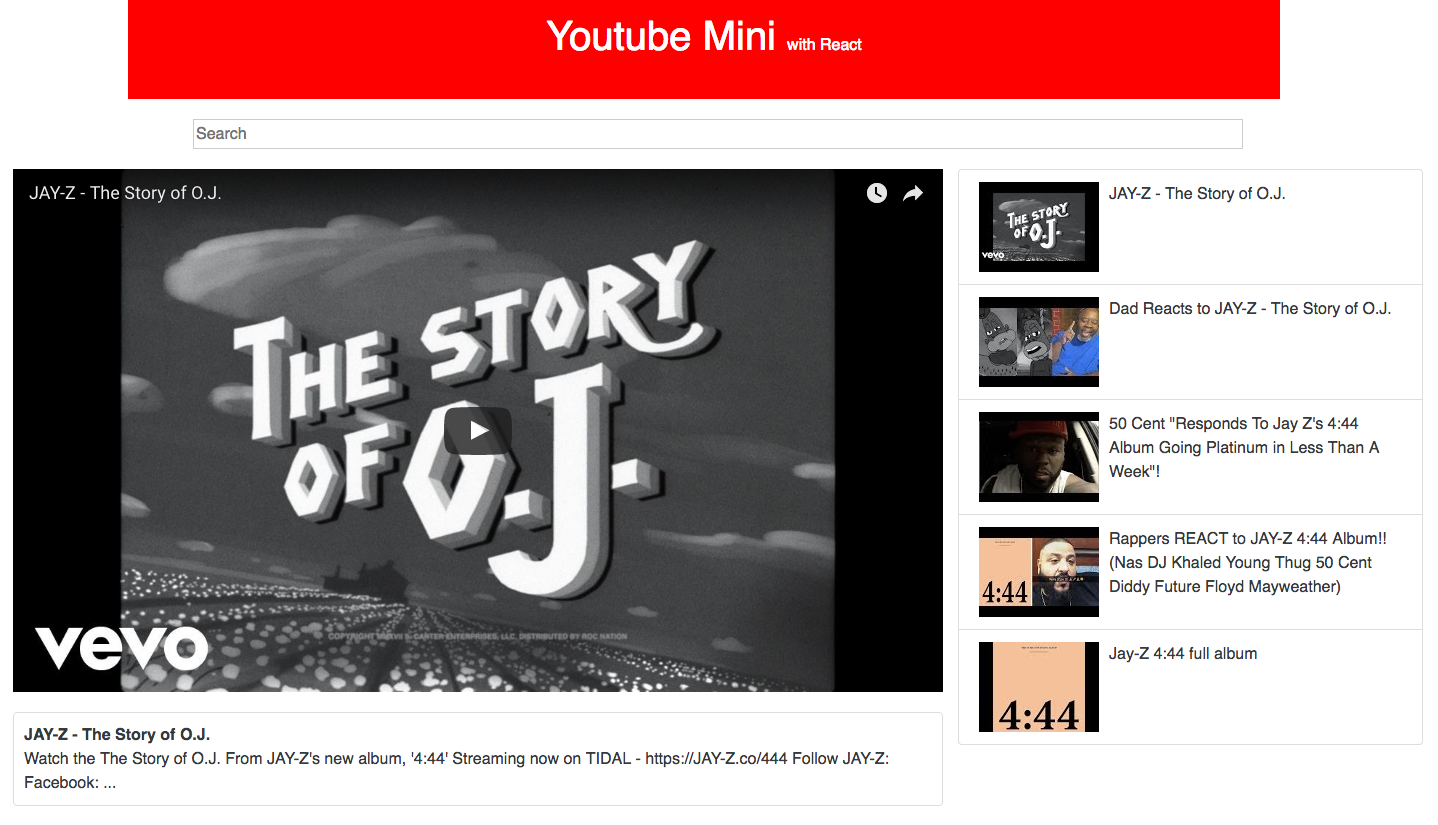 Youtube Mini with React
Search
JAY-Z - The Story of O.J.
THE STORY
OF O.J.
vevo
COPYRIGHT MMXVII S. CARTER ENTERPRISES, LLC. DISTRIBUTED BY ROC NATION
JAY-Z - The Story of O.J.
Watch the The Story of O.J. From JAY-Z's new album, '4:44' Streaming now on TIDAL - https://JAY-Z.co/444 Follow JAY-Z:
Facebook: ...
THE STORY
OF O.J.
vevo
JAY-Z - The Story of O.J.
Dad Reacts to JAY-Z - The Story of O.J.
50 Cent "Responds To Jay Z's 4:44
Album Going Platinum in Less Than A
Week"!
4:44
Rappers REACT to JAY-Z 4:44 Album!!
(Nas DJ Khaled Young Thug 50 Cent
Diddy Future Floyd Mayweather)
4:44
Jay-Z 4:44 full album